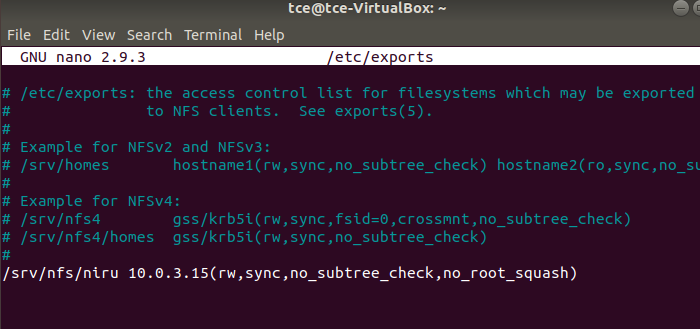 tce@tce-VirtualBox: ~
File Edit View Search Terminal Help
GNU nano 2.9.3 /etc/exports
# /etc/exports: the access control list for filesystems which may be exported
# to NFS clients. See exports(5).
#
# Example for NFSv2 and NFSv3:
# /srv/homes hostname1(rw,sync,no_subtree_check) hostname2(ro,sync,no_su
#
# Example for NFSv4:
# /srv/nfs4 gss/krb5i(rw,sync,fsid=0,crossmnt,no_subtree_check)
# /srv/nfs4/homes gss/krb5i(rw,sync,no_subtree_check)
#
/srv/nfs/niru 10.0.3.15(rw,sync,no_subtree_check,no_root_squash)